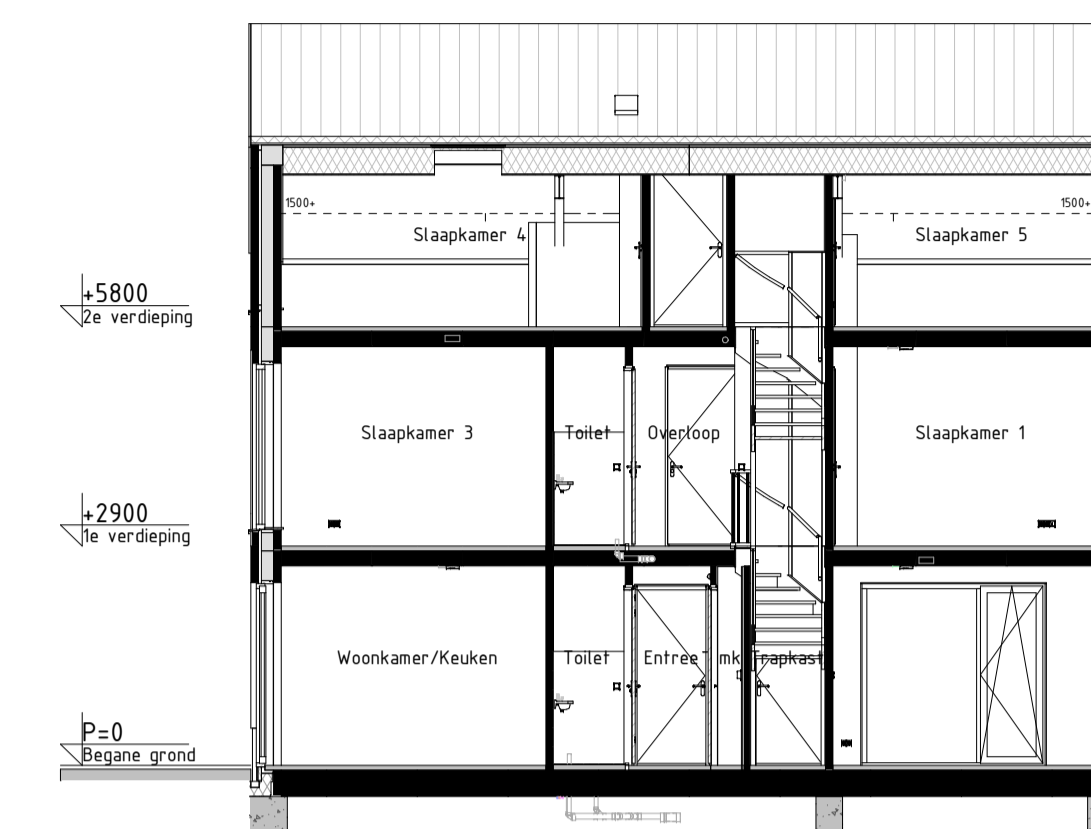 1500+
1500+
Slaapkamer 4
Slaapkamer 5
+5800
2e verdieping
Slaapkamer 3
Toilet
Overloop
Slaapkamer 1
+2900
1e verdieping
Woonkamer/Keuken
Toilet
Entree
mk
Trapkast
P=0
Begane grond